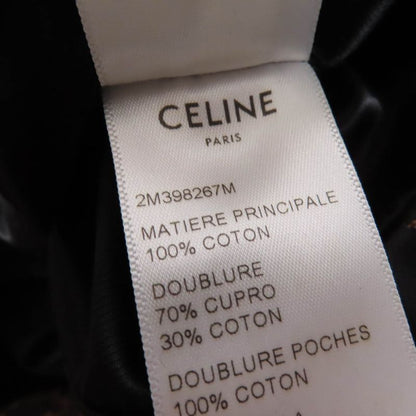 CELINE
PARIS
2M398267M
MATIERE PRINCIPALE
100% COTON
DOUBLURE
70% CUPRO
30% COTON
DOUBLURE POCHES
100% COTON